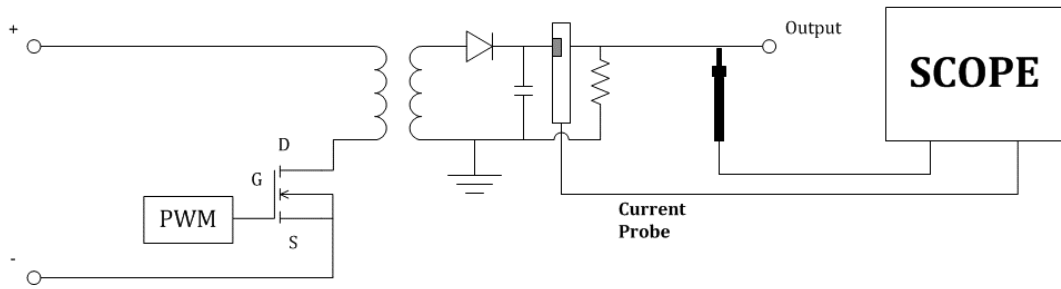 +
Output
SCOPE
D
G
PWM
S
Current
Probe
-